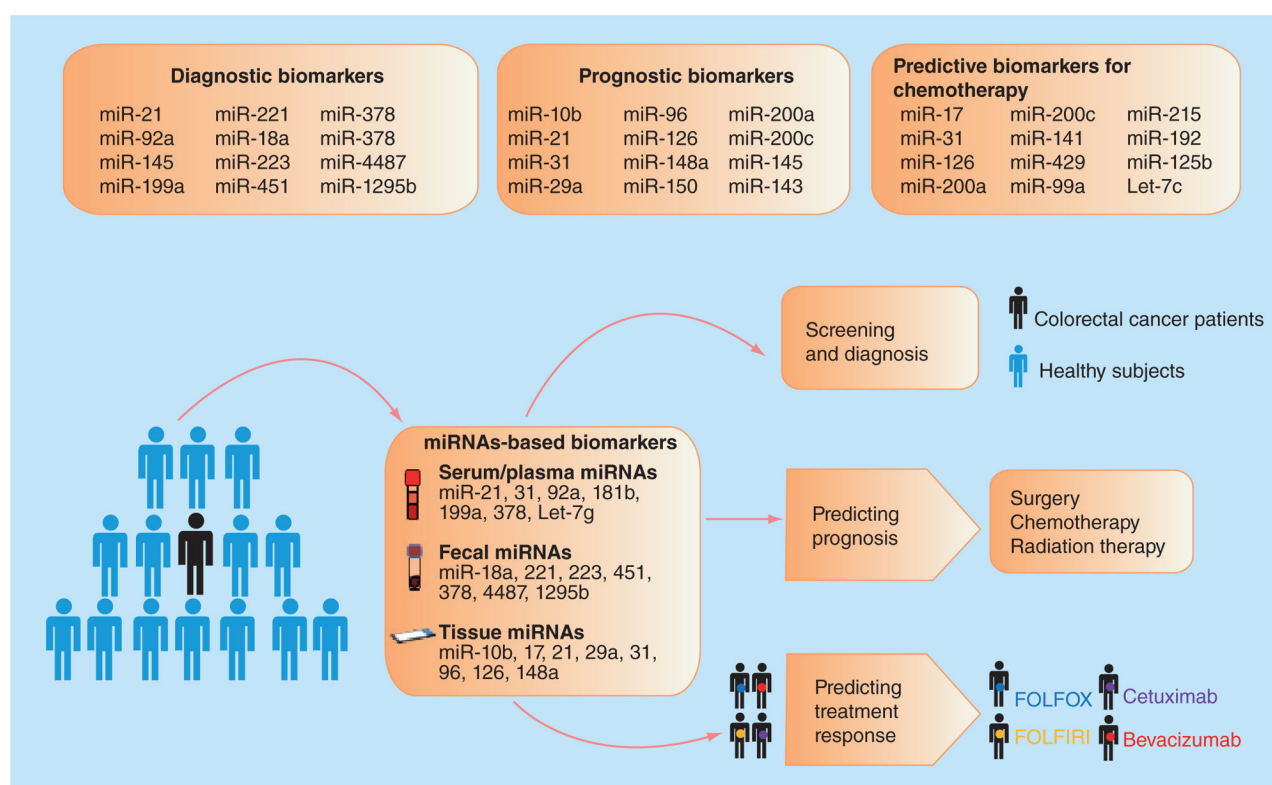 Diagnostic biomarkers
miR-21 miR-221 miR-378
miR-92a miR-18a miR-378
miR-145 miR-223 miR-4487
miR-199a miR-451 miR-1295b
Prognostic biomarkers
miR-10b miR-96 miR-200a
miR-21 miR-126 miR-200c
miR-31 miR-148a miR-145
miR-29a miR-150 miR-143
Predictive biomarkers for
chemotherapy
miR-17 miR-200c miR-215
miR-31 miR-141 miR-192
miR-126 miR-429 miR-125b
miR-200a miR-99a Let-7c
Screening
and diagnosis
Colorectal cancer patients
Healthy subjects
miRNAs-based biomarkers
Serum/plasma miRNAs
miR-21, 31, 92a, 181b,
199a, 378, Let-7g
Fecal miRNAs
miR-18a, 221, 223, 451,
378, 4487, 1295b
Tissue miRNAs
miR-10b, 17, 21, 29a, 31,
96, 126, 148a
Predicting
prognosis
Surgery
Chemotherapy
Radiation therapy
Predicting
treatment
response
FOLFOX
Cetuximab
FOLFIRI
Bevacizumab